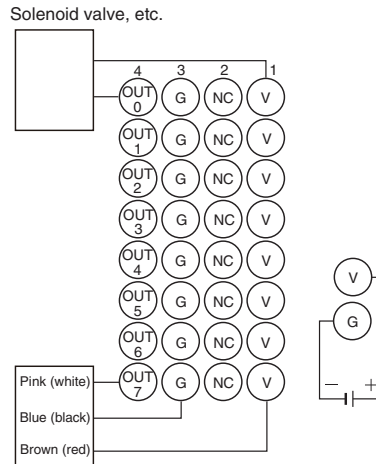 Solenoid valve, etc.
4 3 2 1
OUT 0 G NC V
OUT 1 G NC V
OUT 2 G NC V
OUT 3 G NC V
OUT 4 G NC V
OUT 5 G NC V
OUT 6 G NC V
OUT 7 G NC V
Pink (white)
Blue (black)
Brown (red)
V
G
− +